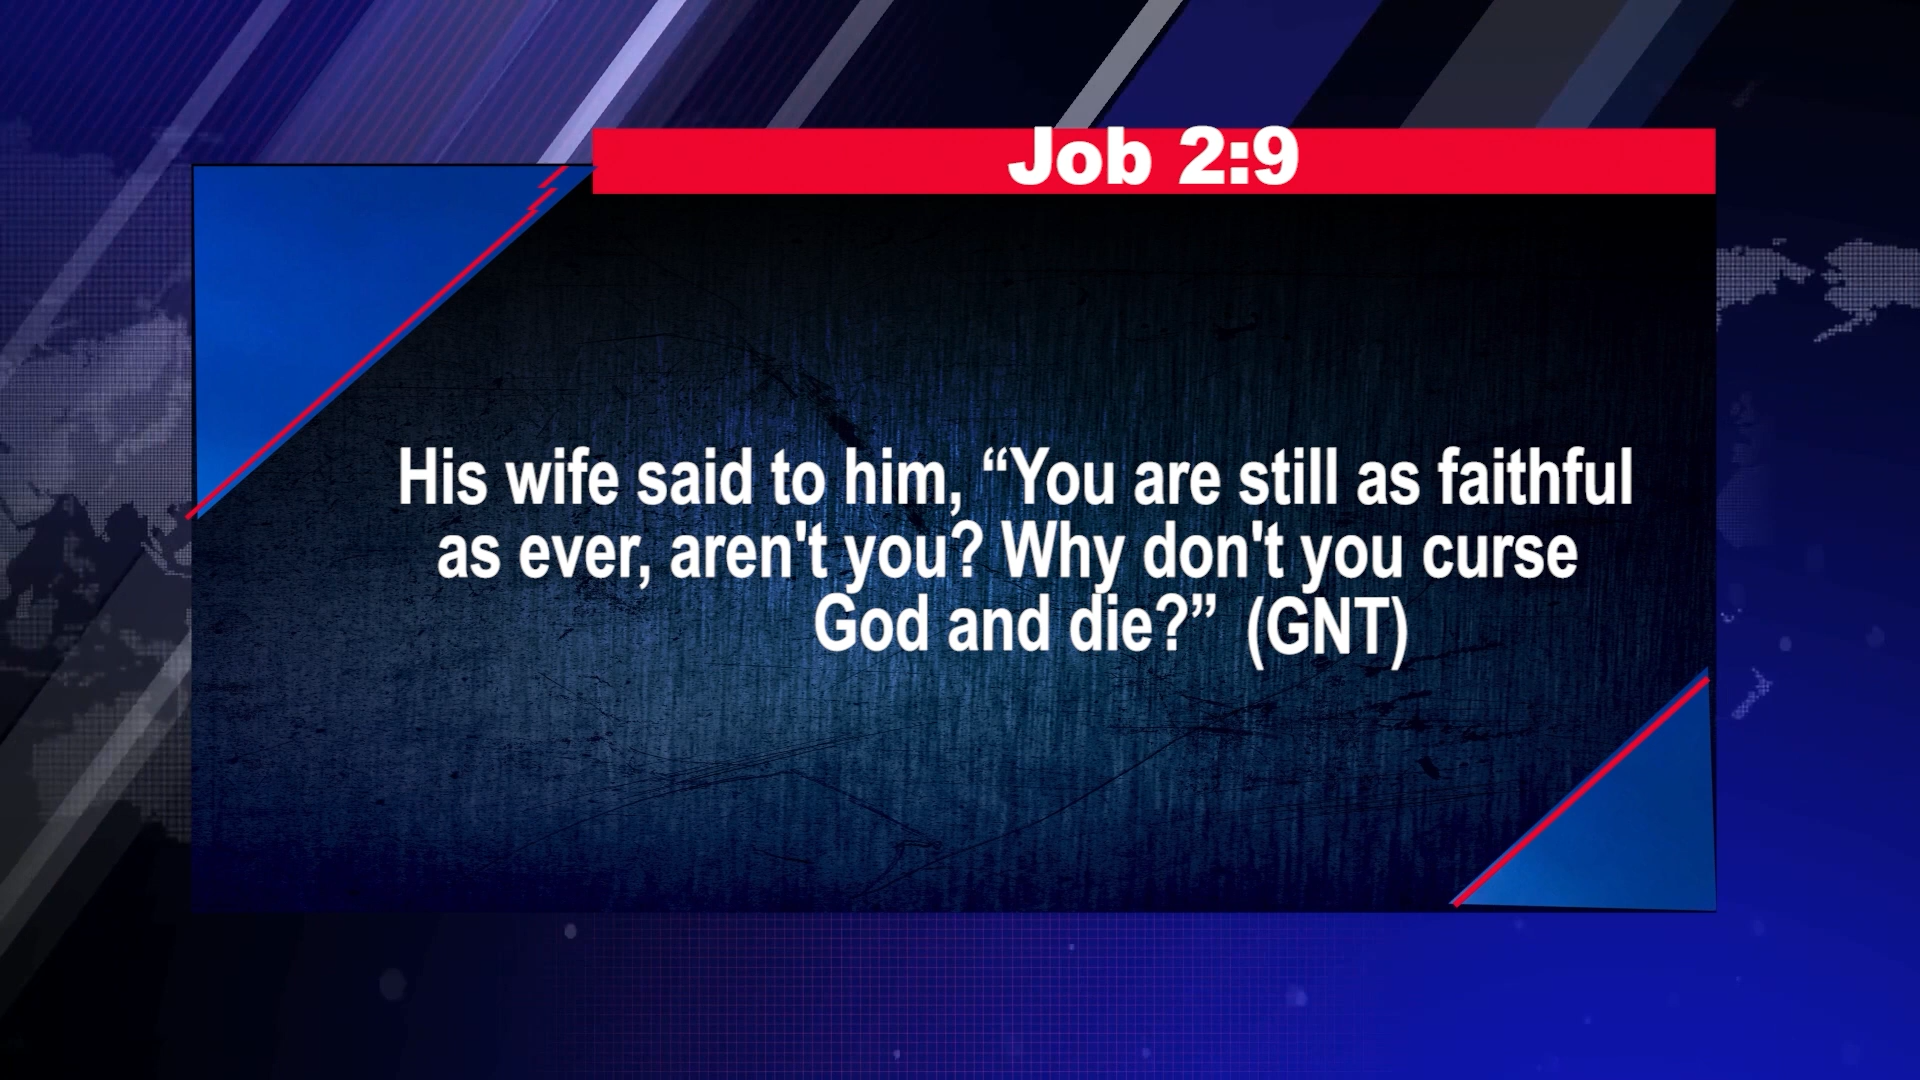 Job 2:9
His wife said to him, “You are still as faithful
as ever, aren't you? Why don't you curse
God and die?” (GNT)